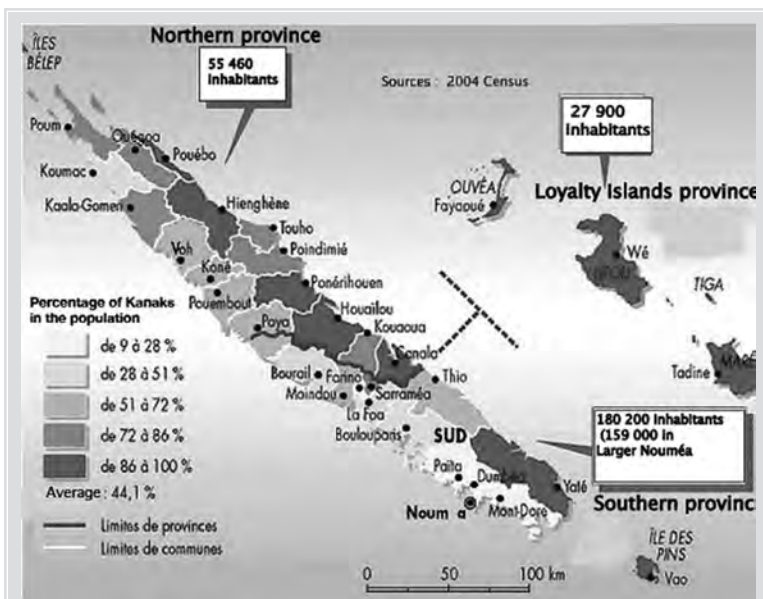 ÎLES
BÉLEP
Northern province
55 460
Inhabitants
Sources : 2004 Census
27 900
Inhabitants
Loyalty Islands province
Poum
Ouégoa
Pouébo
Koumac
Kaala-Gomen
Hienghène
Touho
Poindimié
Voh
Koné
Pouembout
Ponérihouen
Houaïlou
Poya
Kouaoua
Canala
OUVÉA
Fayaoué
Wé
TIGA
MARÉ
Tadine
Percentage of Kanaks
in the population
de 9 à 28 %
de 28 à 51 %
de 51 à 72 %
de 72 à 86 %
de 86 à 100 %
Average : 44,1 %
Limites de provinces
Limites de communes
Bourail
Farino
Thio
Moindou
Sarraméa
La Foa
Boulouparis
SUD
Païta
Dumbéa
Yaté
Noum a
Mont-Dore
180 200 Inhabitants
(159 000 in
Larger Nouméa
Southern provinc
ÎLE DES
PINS
Vao
0 50 100 km